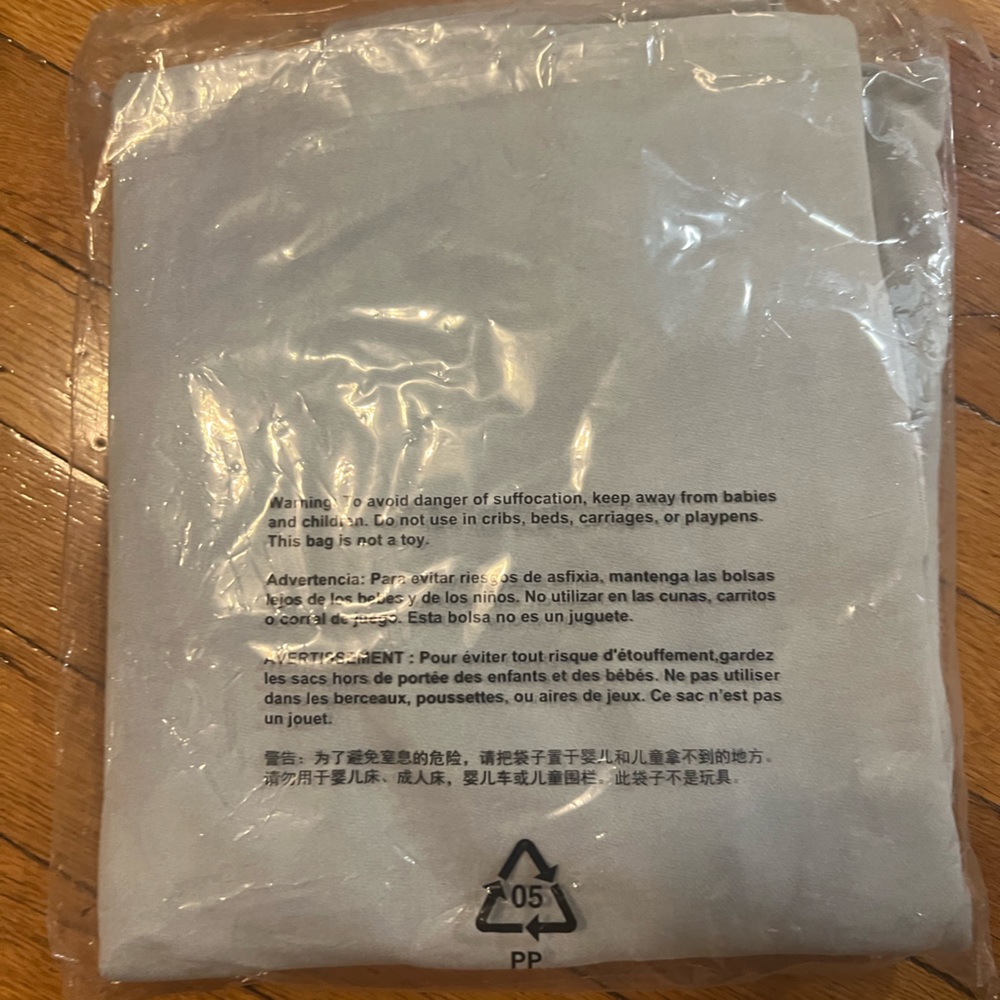 Warning: To avoid danger of suffocation, keep away from babies
and children. Do not use in cribs, beds, carriages, or playpens.
This bag is not a toy.
Advertencia: Para evitar riesgos de asfixia, mantenga las bolsas
lejos de los bebes y de los niños. No utilizar en las cunas, carritos
o corral de juego. Esta bolsa no es un juguete.
AVERTISSEMENT : Pour éviter tout risque d'étouffement,gardez
les sacs hors de portée des enfants et des bébés. Ne pas utiliser
dans les berceaux, poussettes, ou aires de jeux. Ce sac n'est pas
un jouet.
警告：为了避免窒息的危险，请把袋子置于婴儿和儿童拿不到的地方。
请勿用于婴儿床、成人床，婴儿车或儿童围栏。此袋子不是玩具。
05
PP